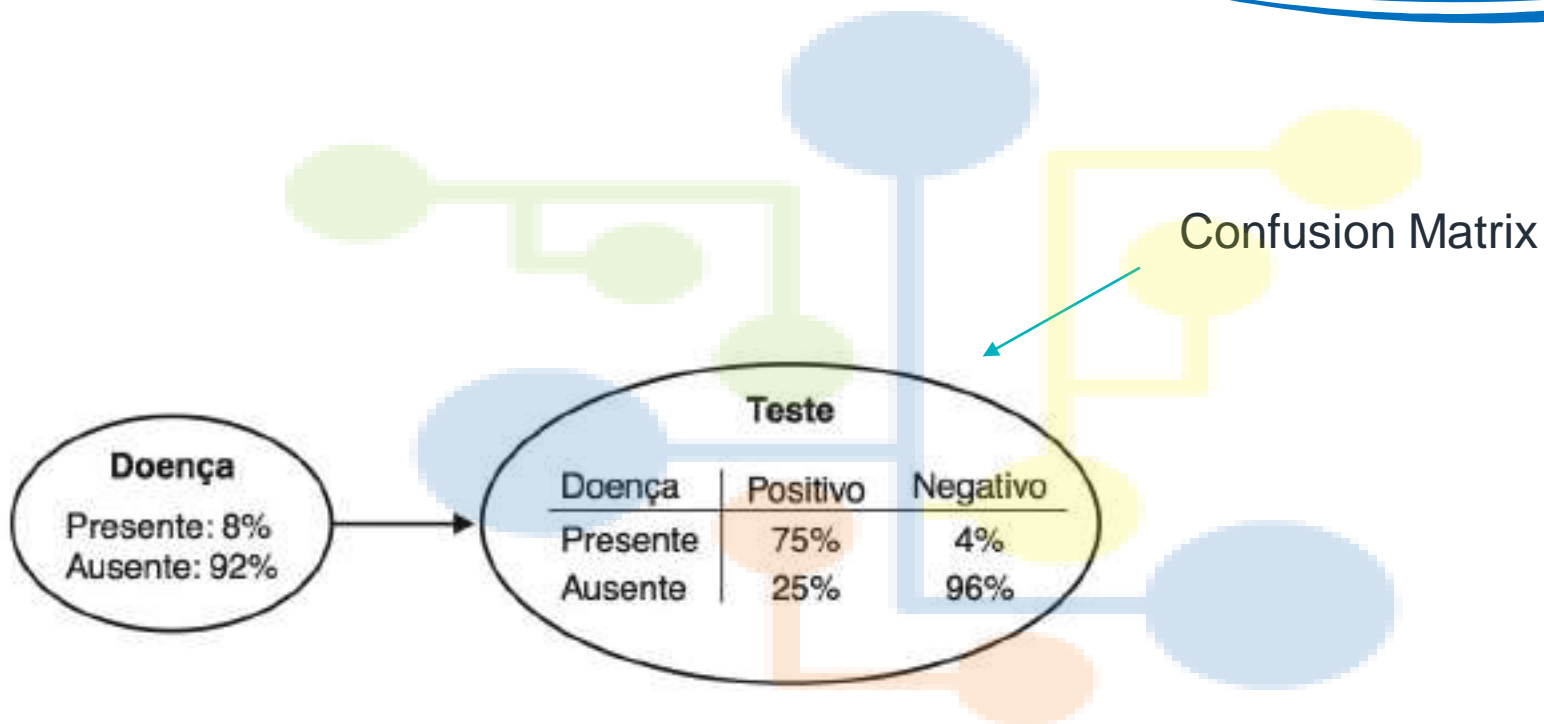 Confusion Matrix
Teste
Doença
Presente: 8%
Ausente: 92%
Doença Positivo Negativo
Presente 75% 4%
Ausente 25% 96%